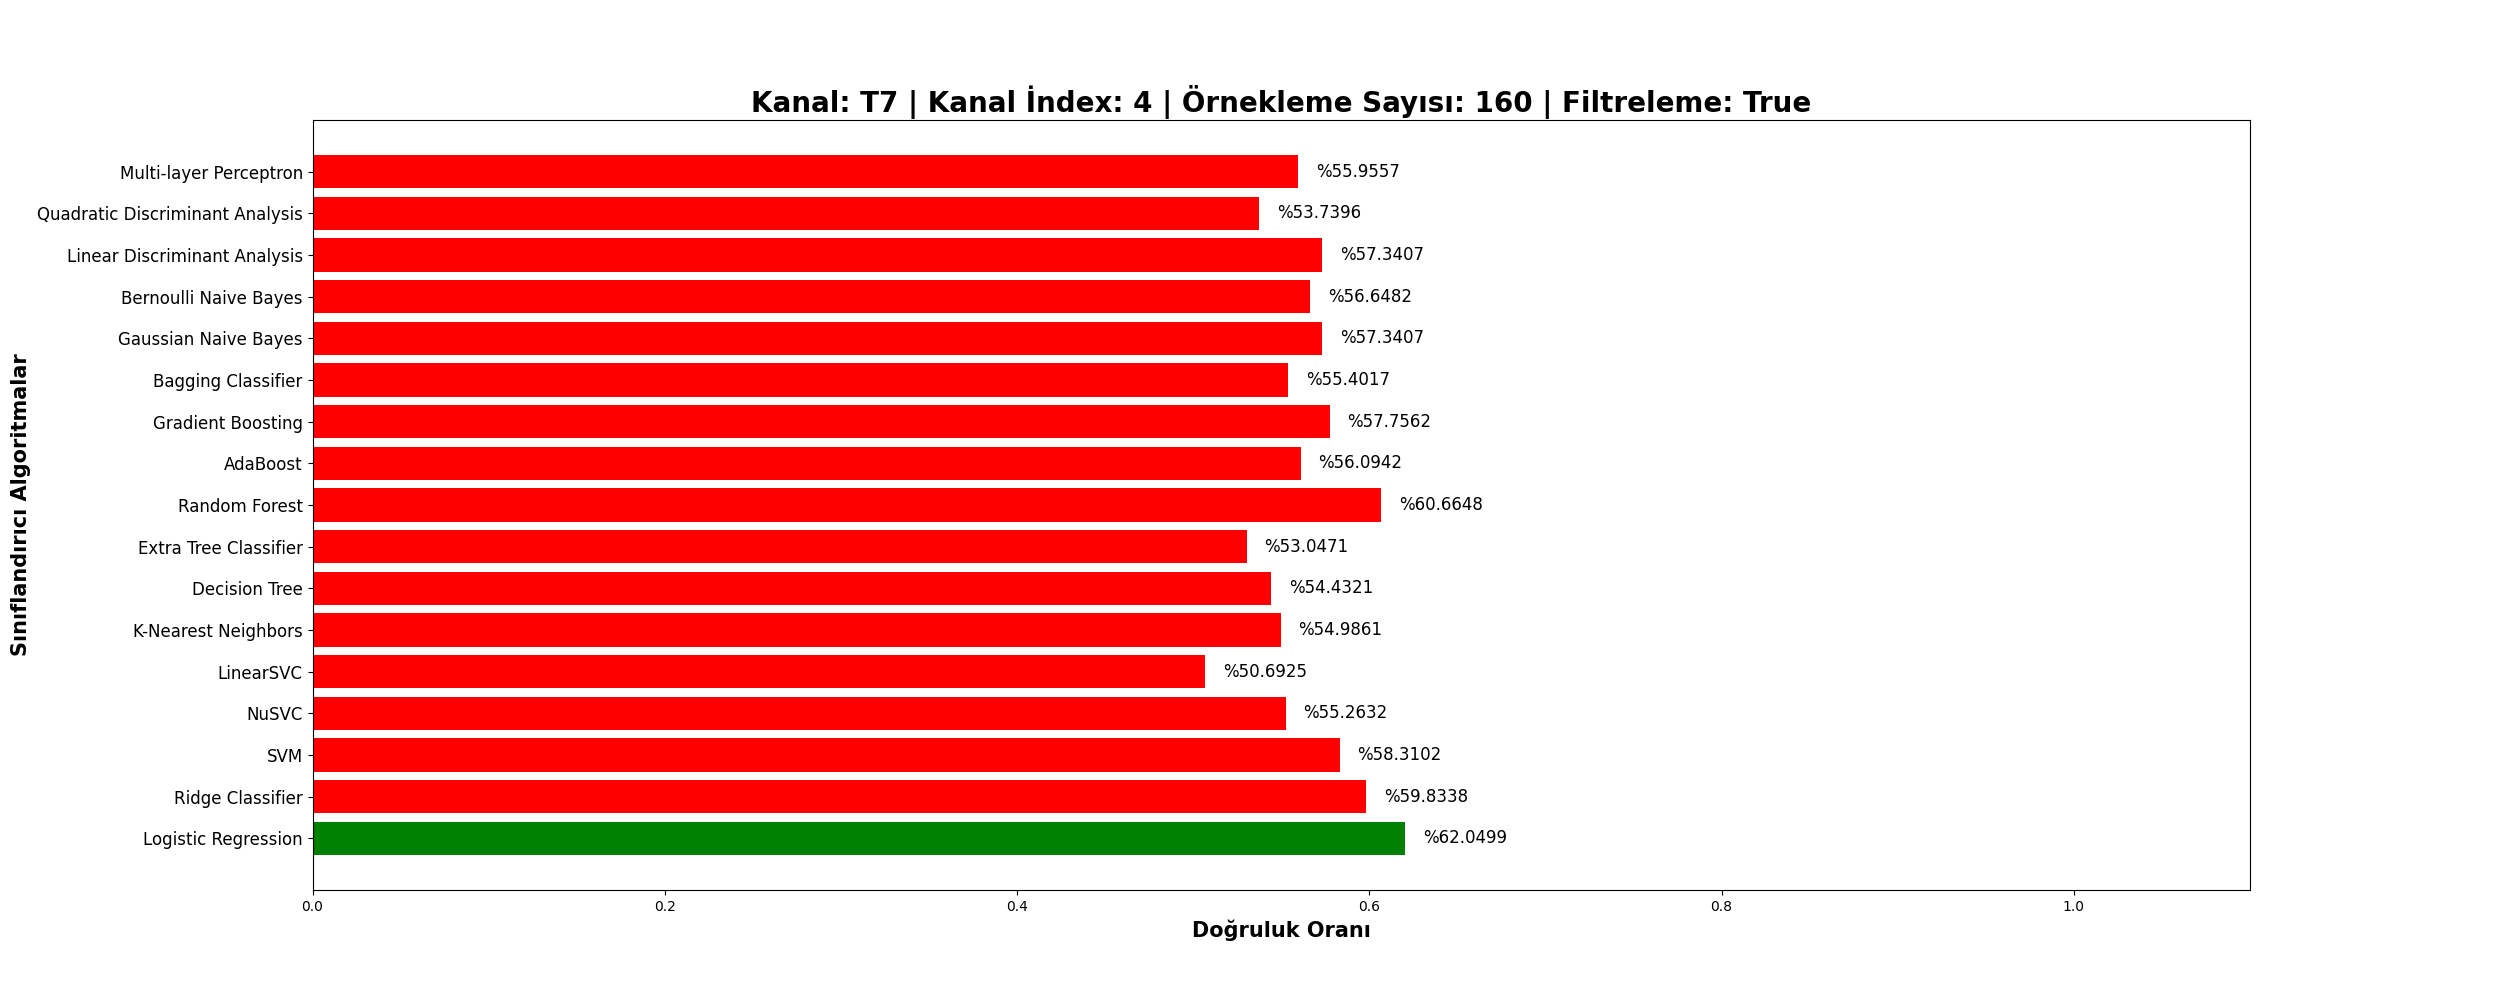 Kanal: T7 | Kanal İndex: 4 | Örnekleme Sayısı: 160 | Filtreleme: True
Sınıflandırıcı Algoritmalar
Multi-layer Perceptron %55.9557
Quadratic Discriminant Analysis %53.7396
Linear Discriminant Analysis %57.3407
Bernoulli Naive Bayes %56.6482
Gaussian Naive Bayes %57.3407
Bagging Classifier %55.4017
Gradient Boosting %57.7562
AdaBoost %56.0942
Random Forest %60.6648
Extra Tree Classifier %53.0471
Decision Tree %54.4321
K-Nearest Neighbors %54.9861
LinearSVC %50.6925
NuSVC %55.2632
SVM %58.3102
Ridge Classifier %59.8338
Logistic Regression %62.0499
0.0 0.2 0.4 0.6 0.8 1.0
Doğruluk Oranı